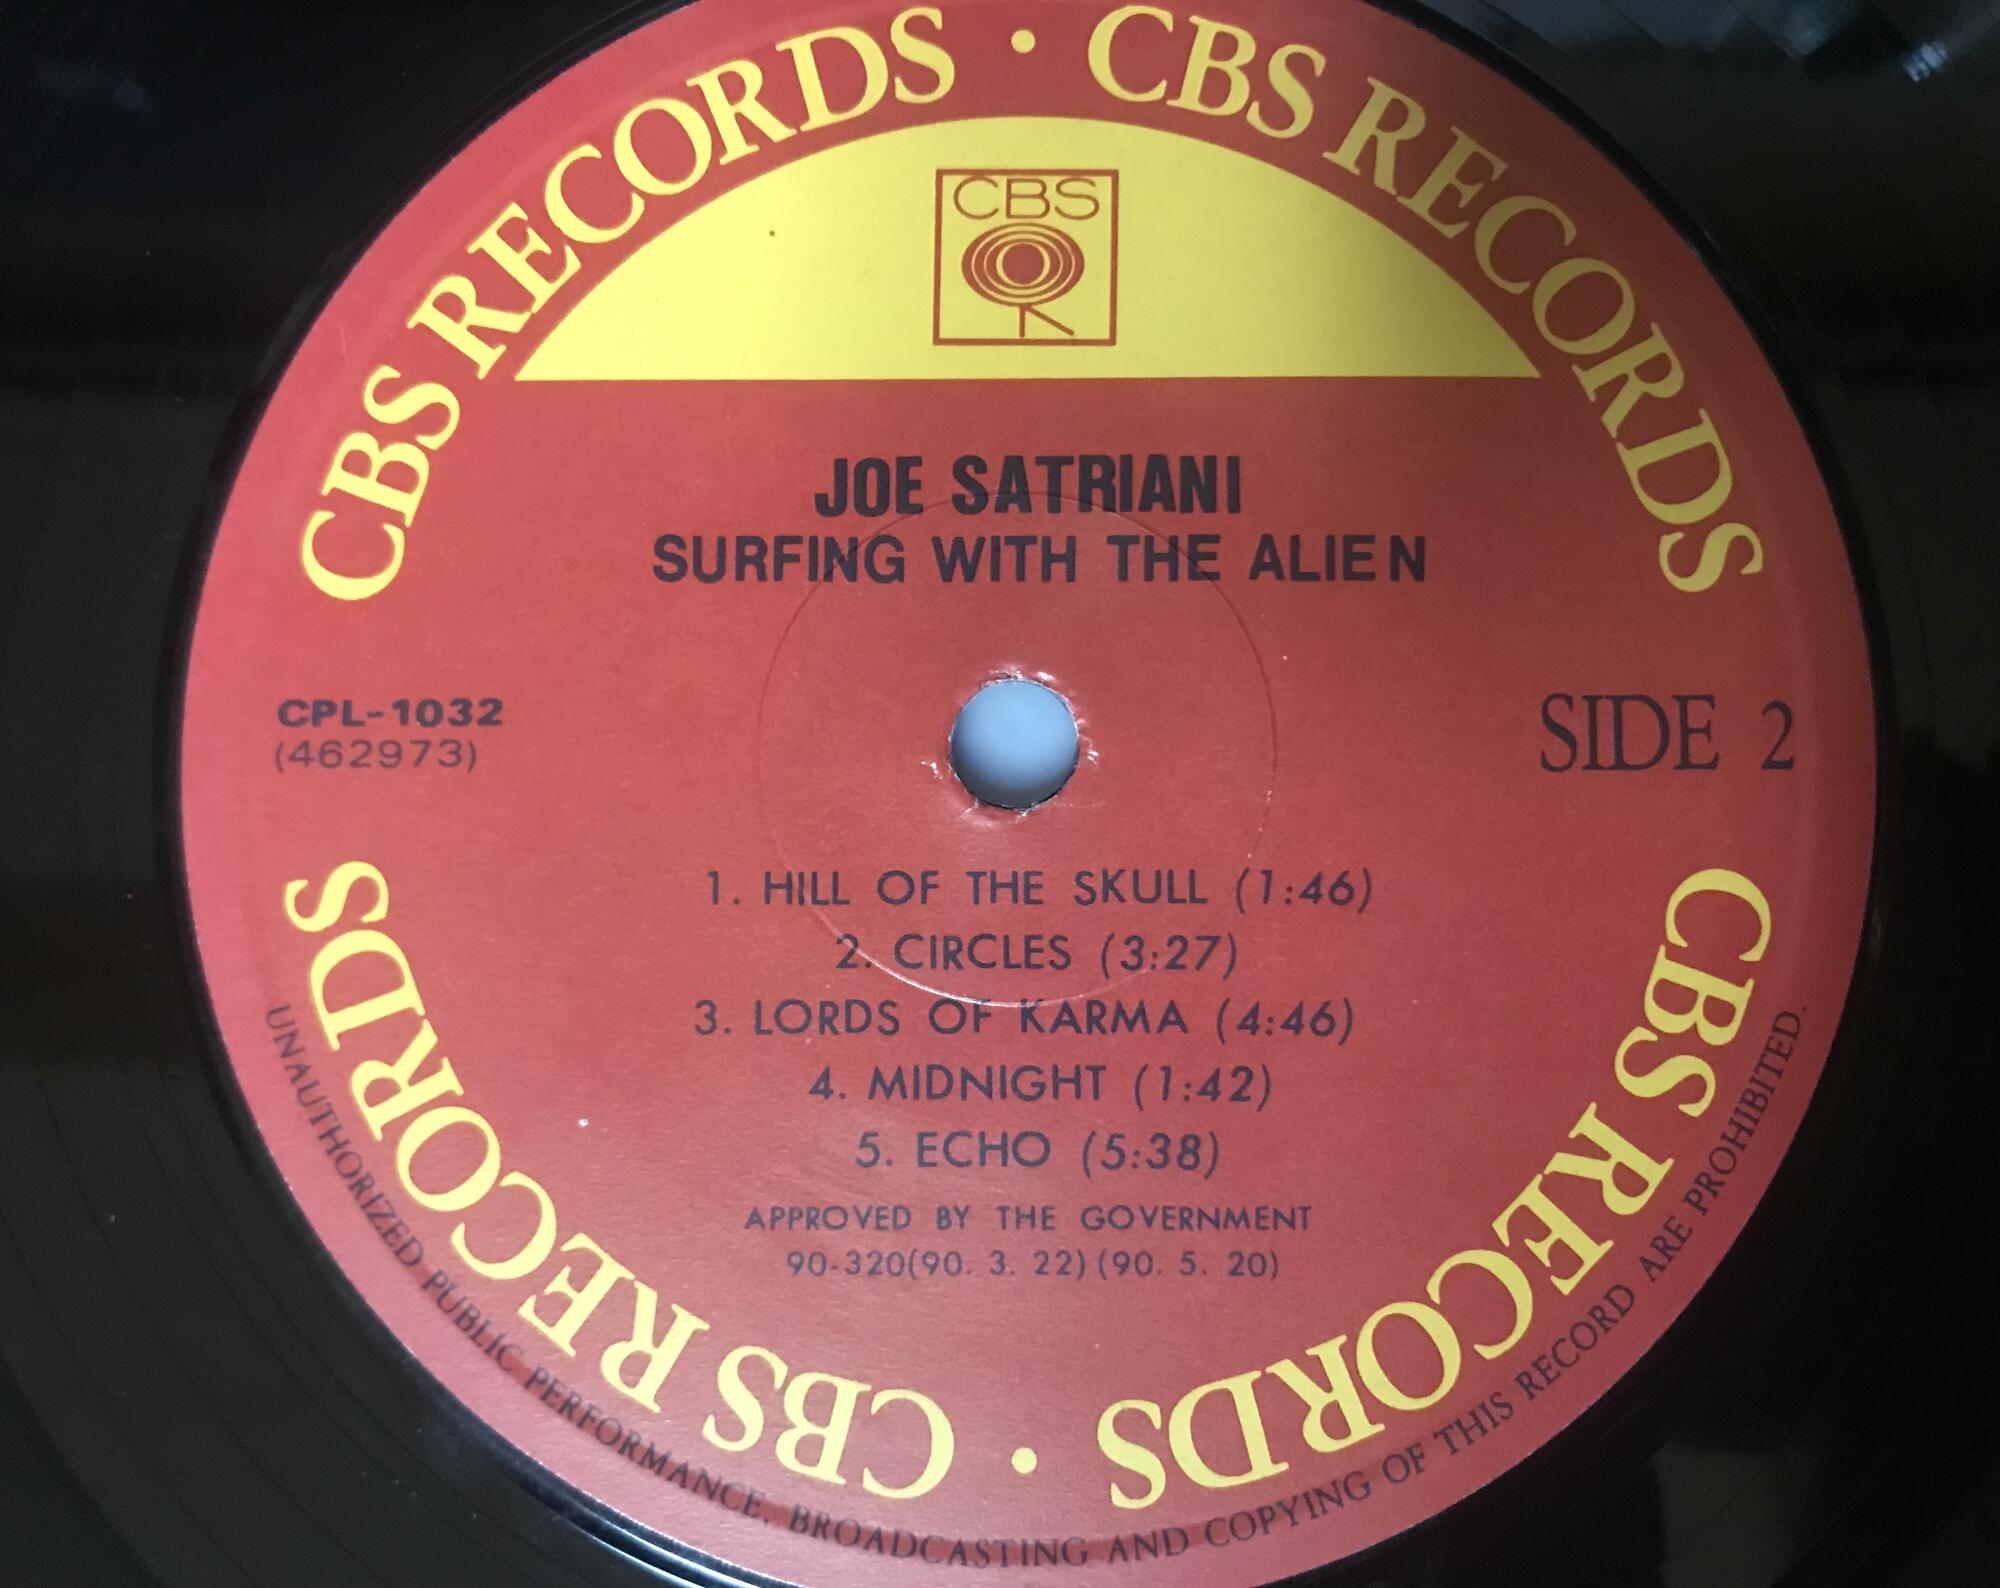 CBS RECORDS · CBS RECORDS
CBS
JOE SATRIANI
SURFING WITH THE ALIEN
CPL-1032
(462973)
SIDE 2
1. HILL OF THE SKULL (1:46)
2. CIRCLES (3:27)
3. LORDS OF KARMA (4:46)
4. MIDNIGHT (1:42)
5. ECHO (5:38)
APPROVED BY THE GOVERNMENT
90-320(90. 3. 22) (90. 5. 20)
CBS RECORDS · CBS RECORDS
UNAUTHORIZED PUBLIC PERFORMANCE, BROADCASTING AND COPYING OF THIS RECORD ARE PROHIBITED.